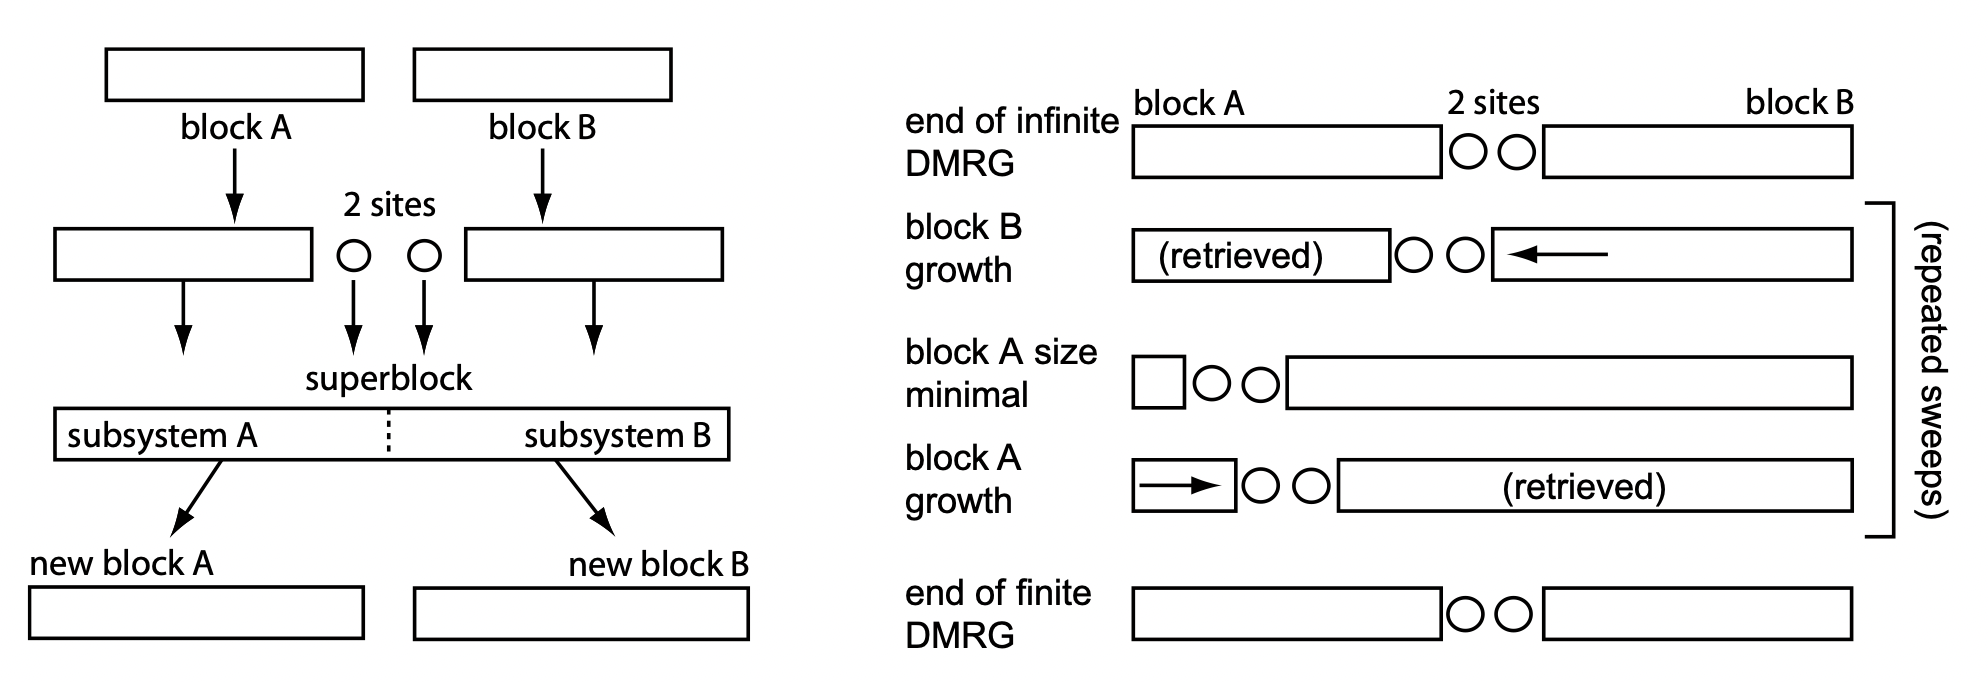 block A
block B
2 sites
superblock
subsystem A
subsystem B
new block A
new block B
block A
2 sites
block B
end of infinite
DMRG
block B
growth
(retrieved)
block A size
minimal
block A
growth
(retrieved)
end of finite
DMRG
(repeated sweeps)